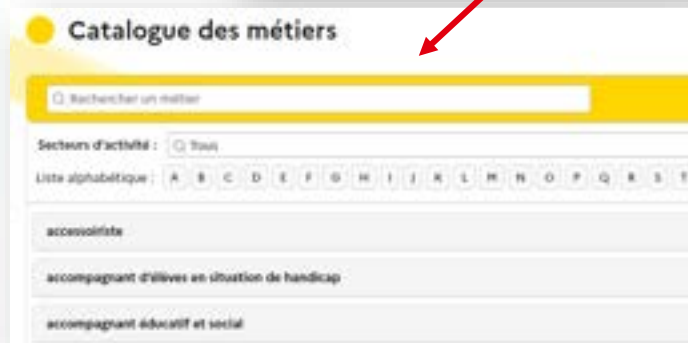 Catalogue des métiers
Rechercher un métier
Secteurs d'activité : Tous
Liste alphabétique : A B C D E F G H I J K L M N O P Q R S T
accessoiriste
accompagnant d'élèves en situation de handicap
accompagnant éducatif et social